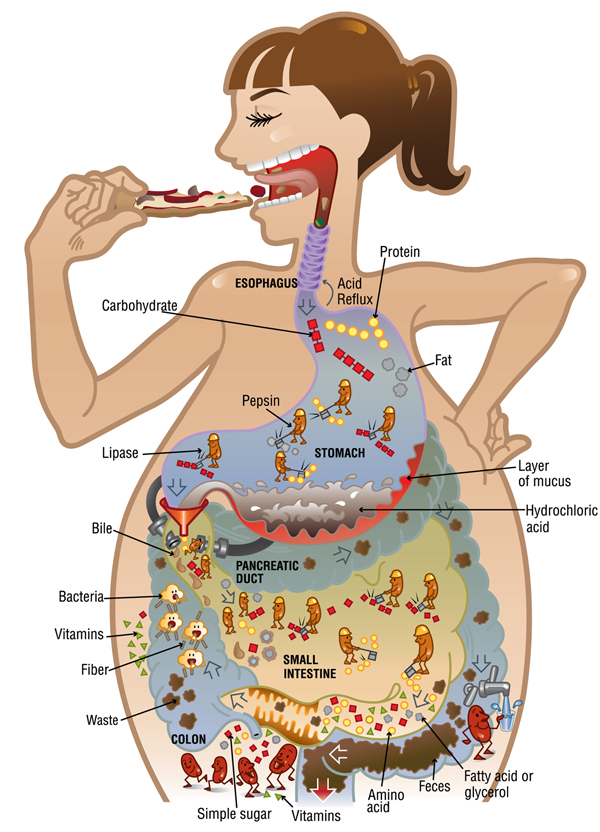 Protein
ESOPHAGUS
Acid
Reflux
Carbohydrate
Fat
Pepsin
Lipase
STOMACH
Layer
of mucus
Hydrochloric
acid
Bile
PANCREATIC
DUCT
Bacteria
Vitamins
Fiber
SMALL
INTESTINE
Waste
COLON
Feces
Fatty acid or
glycerol
Amino
acid
Simple sugar
Vitamins